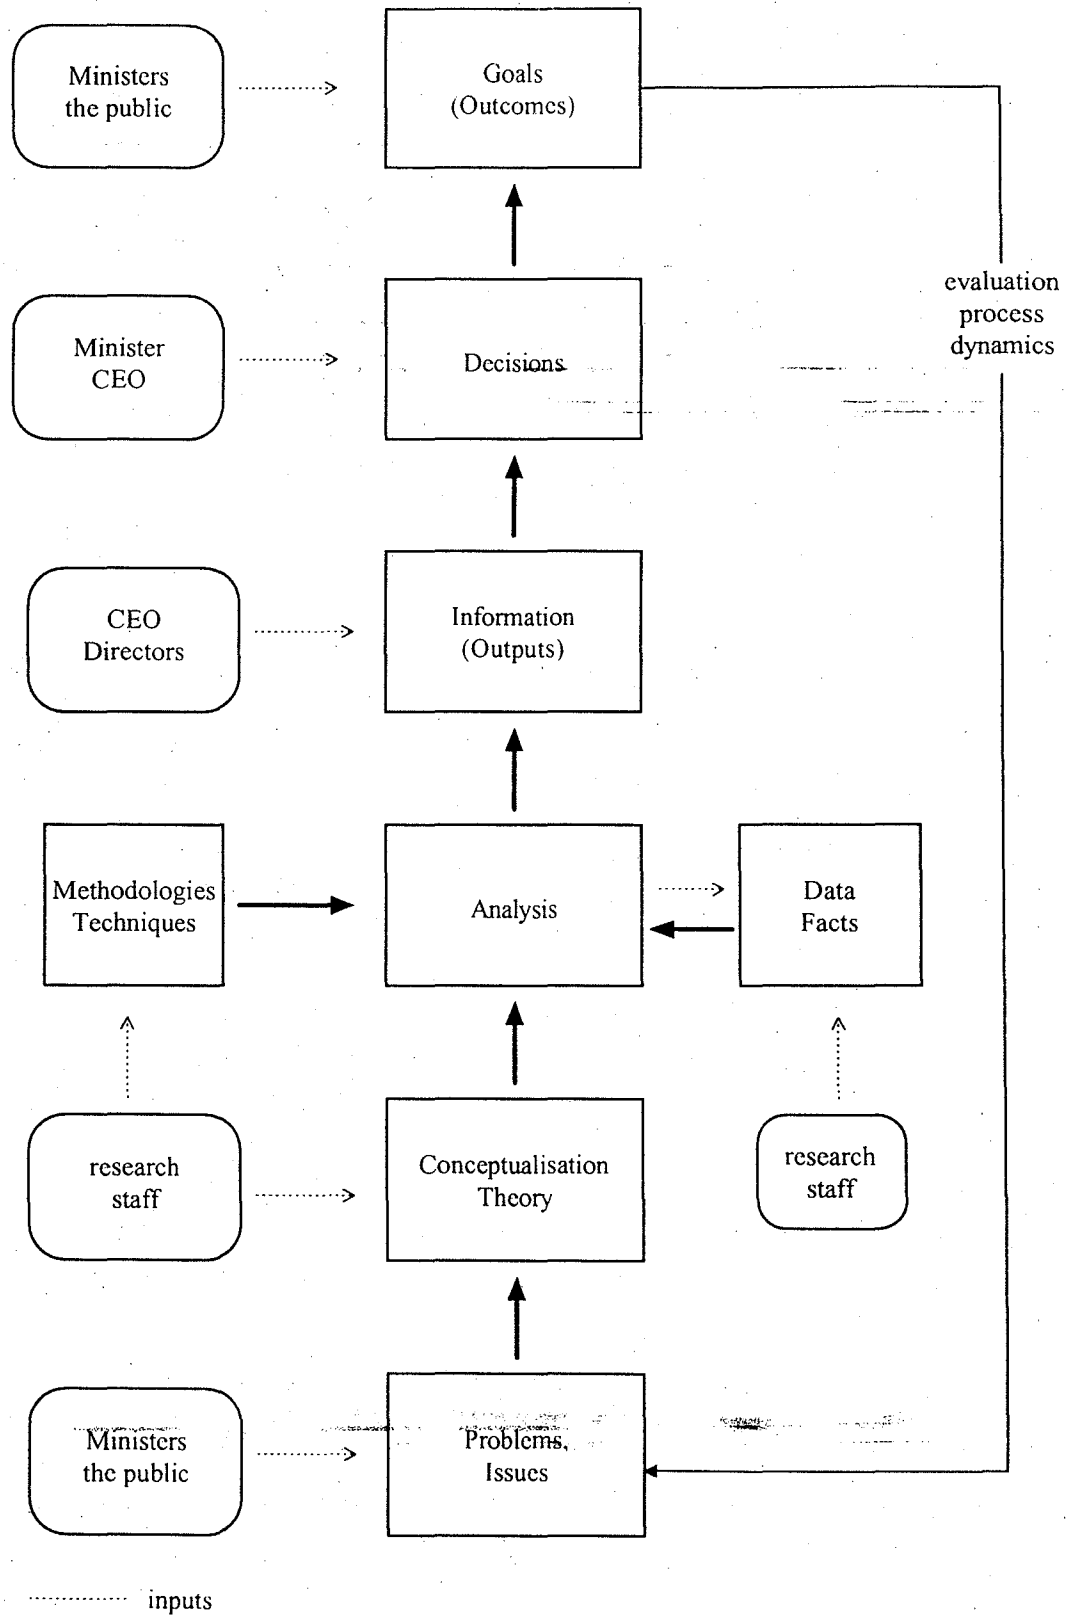 Ministers
the public
Goals
(Outcomes)
evaluation
process
dynamics
Minister
CEO
Decisions
CEO
Directors
Information
(Outputs)
Methodologies
Techniques
Analysis
Data
Facts
research
staff
Conceptualisation
Theory
research
staff
Ministers
the public
Problems,
Issues
inputs